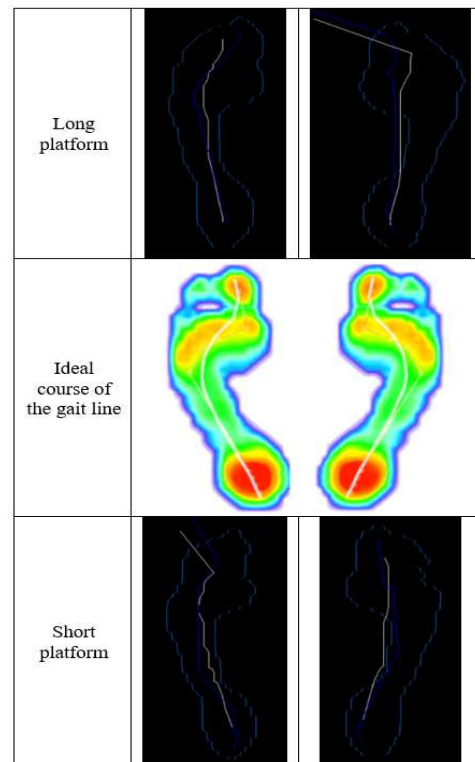 Long
platform
Ideal
course of
the gait line
Short
platform